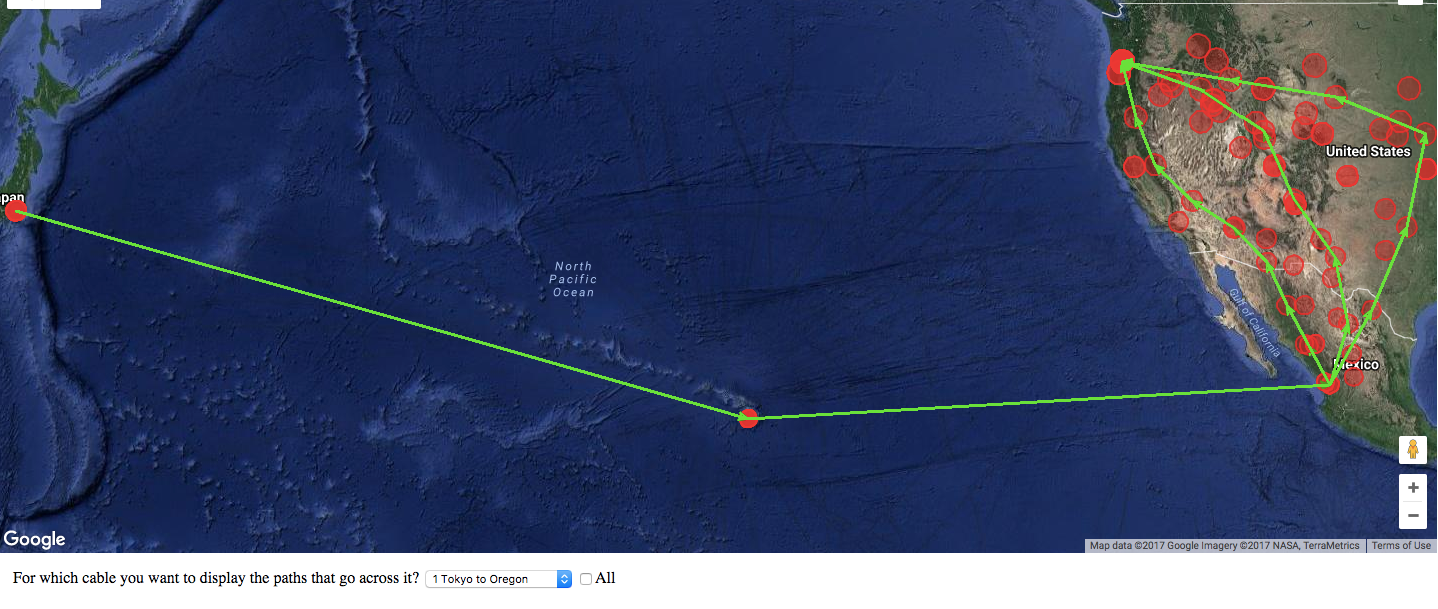 pan
United States
North
Pacific
Ocean
Gulf of California
Mexico
+
−
Google
Map data ©2017 Google Imagery ©2017 NASA, TerraMetrics
Terms of Use
For which cable you want to display the paths that go across it? 1 Tokyo to Oregon All